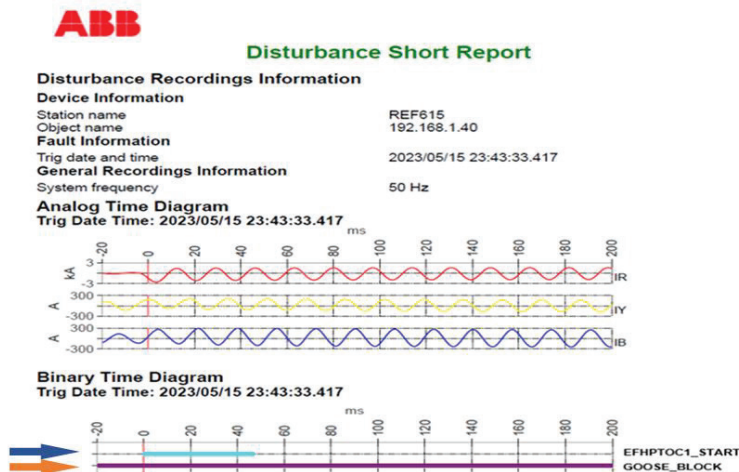 ABB
Disturbance Short Report
Disturbance Recordings Information
Device Information
Station name REF615
Object name 192.168.1.40
Fault Information
Trig date and time 2023/05/15 23:43:33.417
General Recordings Information
System frequency 50 Hz
Analog Time Diagram
Trig Date Time: 2023/05/15 23:43:33.417
ms
-20 0 20 40 60 80 100 120 140 160 180 200
kA 3 -3 IR
A 300 -300 IY
A 300 -300 IB
Binary Time Diagram
Trig Date Time: 2023/05/15 23:43:33.417
ms
-20 0 20 40 60 80 100 120 140 160 180 200
EFHPTOC1_START
GOOSE_BLOCK